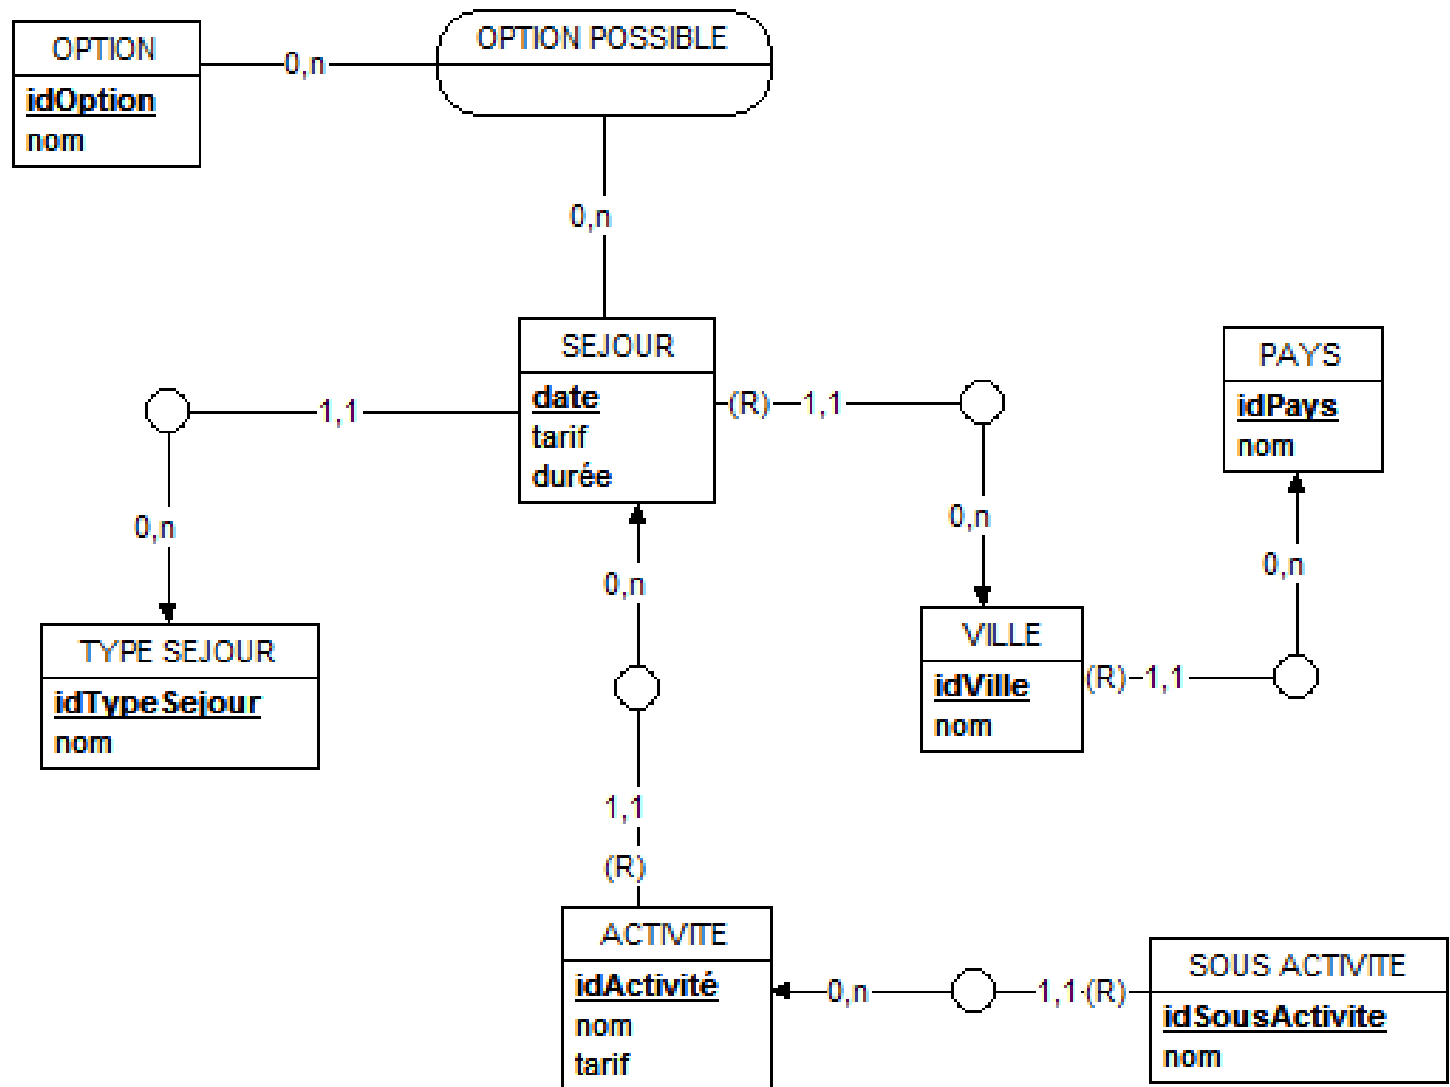 OPTION
idOption
nom
0,n
OPTION POSSIBLE
0,n
SEJOUR
date
tarif
durée
1,1
0,n
TYPE SEJOUR
idTypeSejour
nom
(R) 1,1
0,n
VILLE
idVille
nom
(R) 1,1
0,n
PAYS
idPays
nom
0,n
1,1
(R)
ACTIVITE
idActivité
nom
tarif
0,n
1,1 (R)
SOUS ACTIVITE
idSousActivite
nom